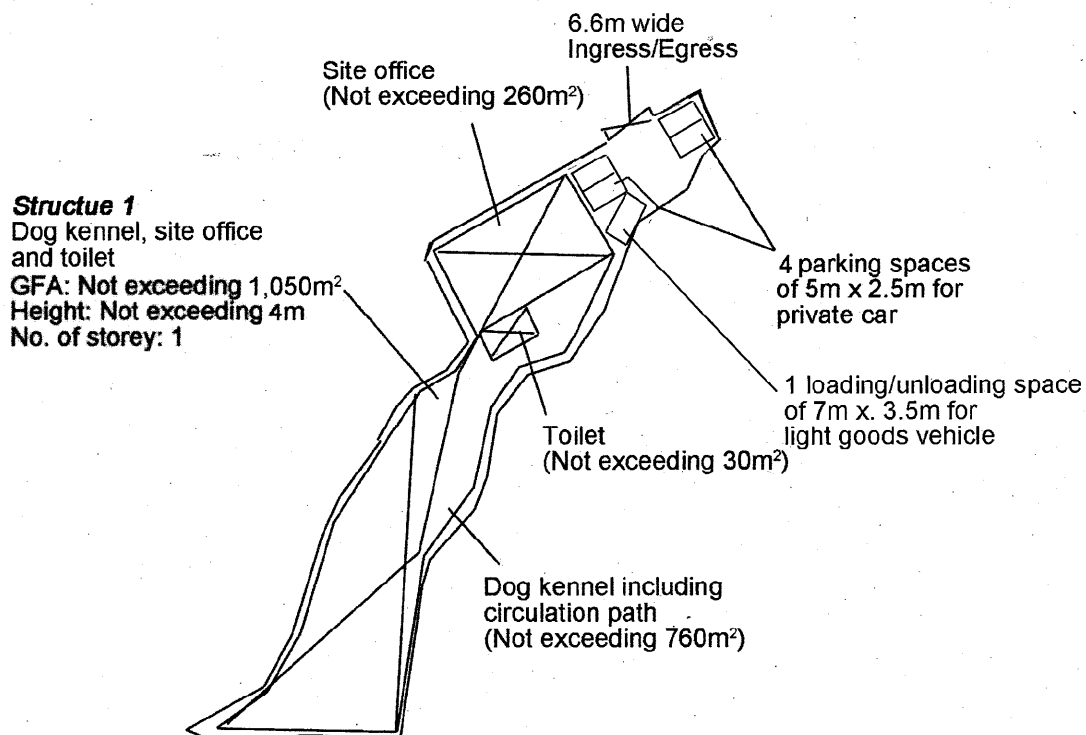 6.6m wide
Ingress/Egress
Site office
(Not exceeding 260m²)
Structue 1
Dog kennel, site office
and toilet
GFA: Not exceeding 1,050m²
Height: Not exceeding 4m
No. of storey: 1
4 parking spaces
of 5m x 2.5m for
private car
1 loading/unloading space
of 7m x. 3.5m for
light goods vehicle
Toilet
(Not exceeding 30m²)
Dog kennel including
circulation path
(Not exceeding 760m²)